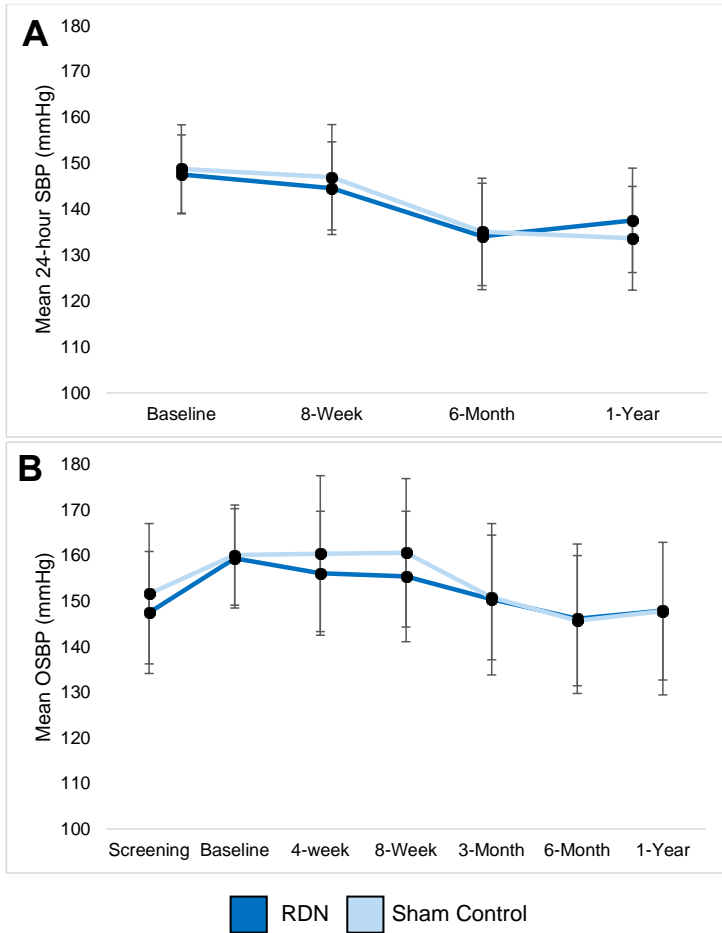 A
Mean 24-hour SBP (mmHg)
180
170
160
150
140
130
120
110
100
Baseline 8-Week 6-Month 1-Year
B
Mean OSBP (mmHg)
180
170
160
150
140
130
120
110
100
Screening Baseline 4-week 8-Week 3-Month 6-Month 1-Year
RDN Sham Control